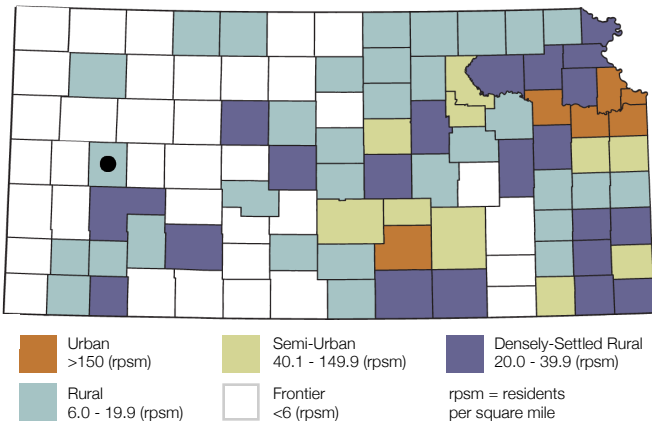 Urban
>150 (rpsm)
Semi-Urban
40.1 - 149.9 (rpsm)
Densely-Settled Rural
20.0 - 39.9 (rpsm)
Rural
6.0 - 19.9 (rpsm)
Frontier
<6 (rpsm)
rpsm = residents
per square mile